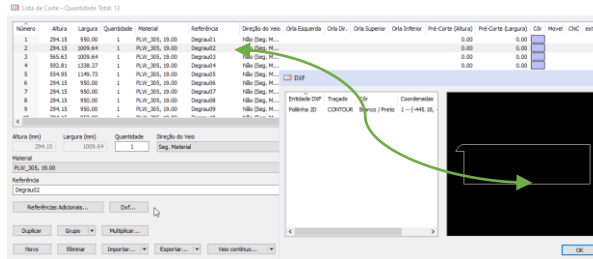 Lista de Corte - Quantidade Total: 13
Número Altura Largura Quantidade Material Referência Direção do Veio Orla Esquerda Orla Dir. Orla Superior Orla Inferior Pré-Corte (Altura) Pré-Corte (Largura) Côr Movel CNC ext
1 294.15 950.00 1 PLW_305, 19.00 Degrau01 Não (Seg. M... 0.00 0.00
2 294.15 1009.64 1 PLW_305, 19.00 Degrau02 Não (Seg. M... 0.00 0.00
3 565.63 1009.64 1 PLW_305, 19.00 Degrau03 Não (Seg. M... 0.00 0.00
4 592.81 1338.27 1 PLW_305, 19.00 Degrau04 Não (Seg. M... 0.00 0.00
5 554.95 1149.73 1 PLW_305, 19.00 Degrau05 Não (Seg. M...
6 294.15 950.00 1 PLW_305, 19.00 Degrau06 Não (Seg. M...
7 294.15 950.00 1 PLW_305, 19.00 Degrau07 Não (Seg. M...
8 294.15 950.00 1 PLW_305, 19.00 Degrau08 Não (Seg. M...
9 294.15 950.00 1 PLW_305, 19.00 Degrau09 Não (Seg. M...
DXF
Entidade DXF Traçado Côr Coordenadas
Polilinha 2D CONTOUR Branco / Preto 1 -- (-445.18, -
Altura (mm) Largura (mm) Quantidade Direção do Veio
294.15 1009.64 1 Seg. Material
Material
PLW_305, 19.00
Referência
Degrau02
Referências Adicionais... Dxf...
Duplicar Grupo Multiplicar...
Novo Eliminar Importar... Exportar... Veio contínuo...
OK